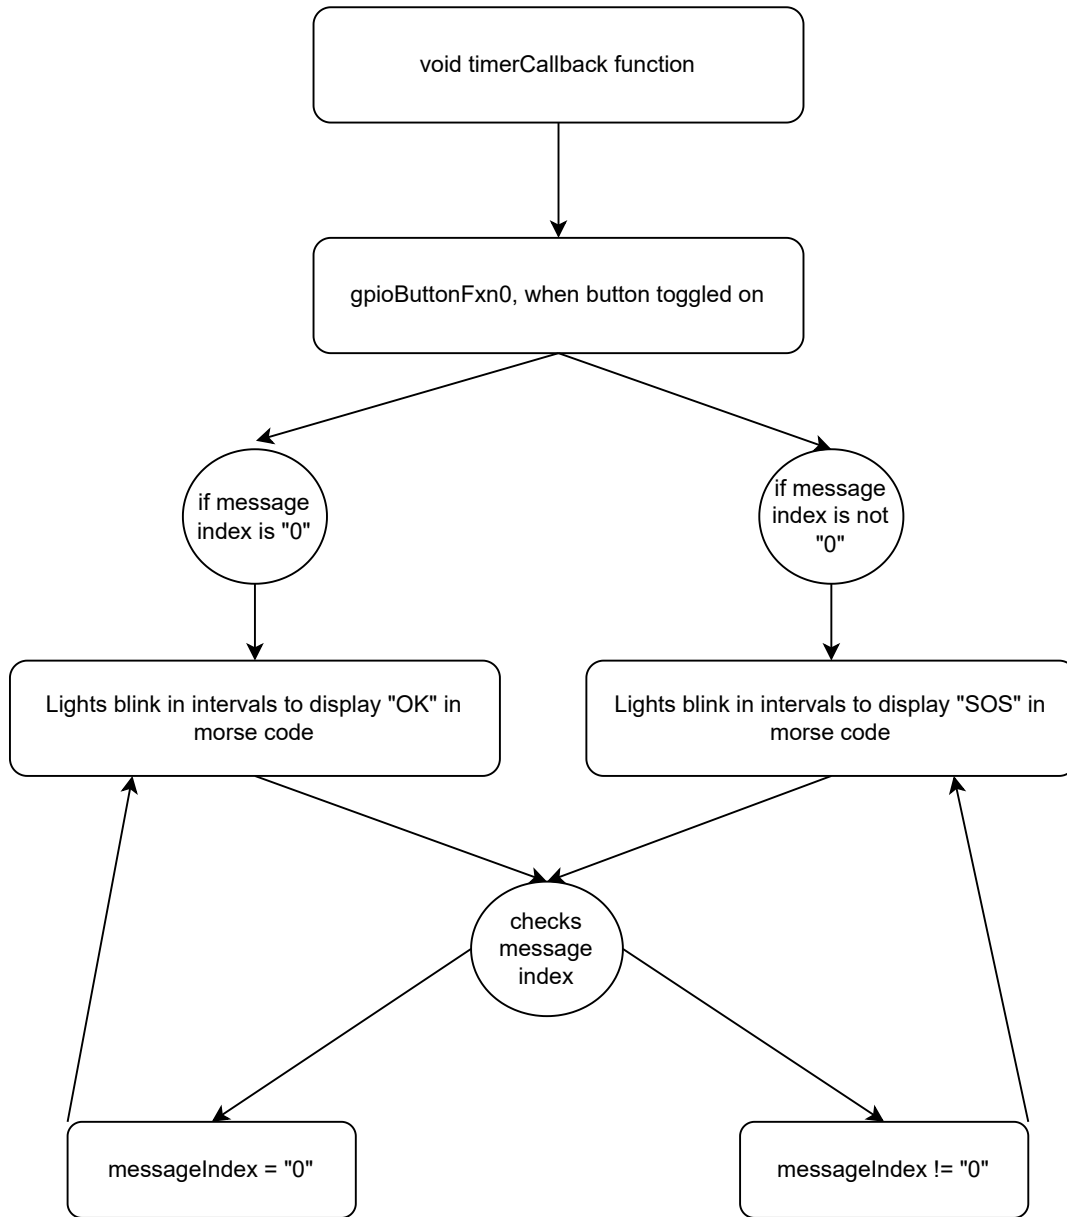 void timerCallback function
gpioButtonFxn0, when button toggled on
if message
index is "0"
if message
index is not
"0"
Lights blink in intervals to display "OK" in
morse code
Lights blink in intervals to display "SOS" in
morse code
checks
message
index
messageIndex = "0"
messageIndex != "0"